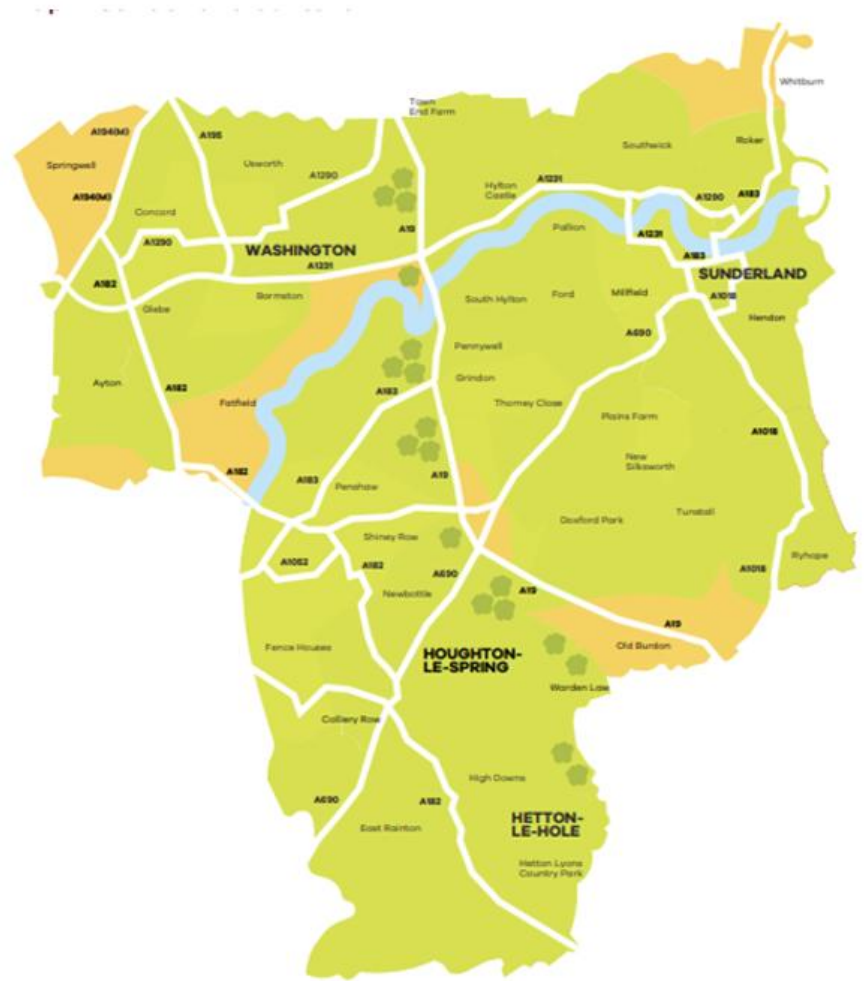 Whitburn
Town
End Farm
A194(M)
A195
Southwick
Roker
Springwell
Usworth
A1290
A1231
Hylton
Castle
A1290
A183
A194(M)
Concord
A19
Pallion
A1231
A1290
WASHINGTON
A183
A1231
SUNDERLAND
A182
Barmston
South Hylton
Ford
Millfield
A1018
Glebe
Hendon
A690
Pennywell
Ayton
A182
A183
Grindon
Fatfield
Thorney Close
Plains Farm
A1018
New
Silksworth
A182
A183
Penshaw
A19
Doxford Park
Tunstall
Shiney Row
Ryhope
A1052
A182
A690
A1018
Newbottle
A19
A19
Fence Houses
HOUGHTON-
LE-SPRING
Old Burdon
Warden Law
Colliery Row
High Downs
A690
A182
HETTON-
LE-HOLE
East Rainton
Hetton Lyons
Country Park